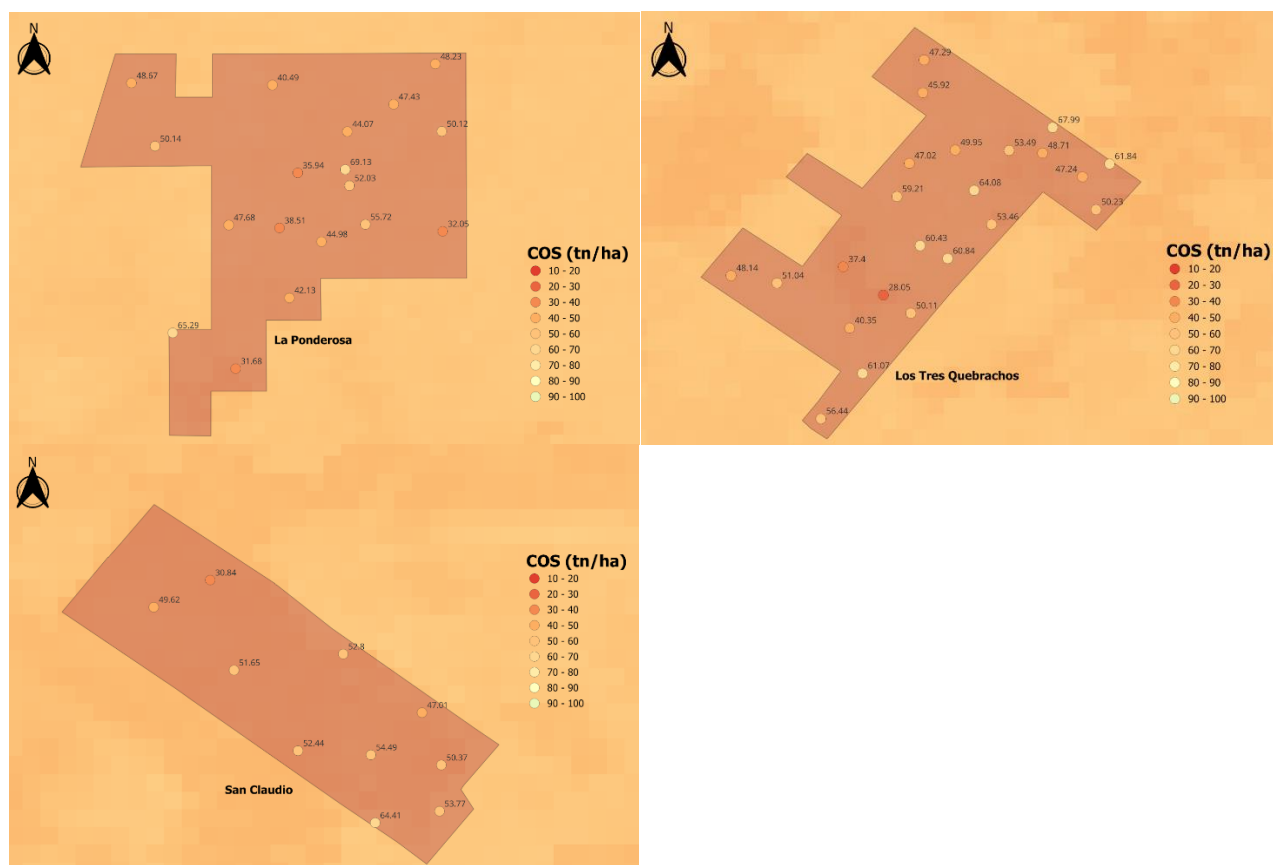 N
48.67
40.49
48.23
47.43
44.07
50.12
50.14
35.94
69.13
52.03
47.68
38.51
44.98
55.72
32.05
42.13
65.29
31.68
La Ponderosa
COS (tn/ha)
10 - 20
20 - 30
30 - 40
40 - 50
50 - 60
60 - 70
70 - 80
80 - 90
90 - 100
N
47.29
45.92
67.99
49.95
53.49
48.71
61.84
47.02
47.24
59.21
64.08
50.23
53.46
60.43
60.84
48.14
51.04
37.4
28.05
50.11
40.35
61.07
56.44
Los Tres Quebrachos
COS (tn/ha)
10 - 20
20 - 30
30 - 40
40 - 50
50 - 60
60 - 70
70 - 80
80 - 90
90 - 100
N
30.84
49.62
51.65
52.8
47.01
52.44
54.49
50.37
53.77
64.41
San Claudio
COS (tn/ha)
10 - 20
20 - 30
30 - 40
40 - 50
50 - 60
60 - 70
70 - 80
80 - 90
90 - 100